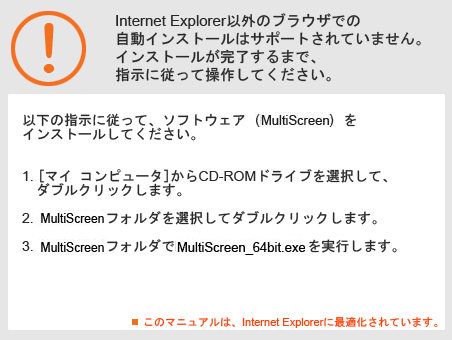 Internet Explorer以外のブラウザでの
自動インストールはサポートされていません。
インストールが完了するまで、
指示に従って操作してください。
以下の指示に従って、ソフトウェア（MultiScreen）を
インストールしてください。
1. [マイ コンピュータ]からCD-ROMドライブを選択して、
ダブルクリックします。
2. MultiScreenフォルダを選択してダブルクリックします。
3. MultiScreenフォルダでMultiScreen_64bit.exeを実行します。
■ このマニュアルは、Internet Explorerに最適化されています。